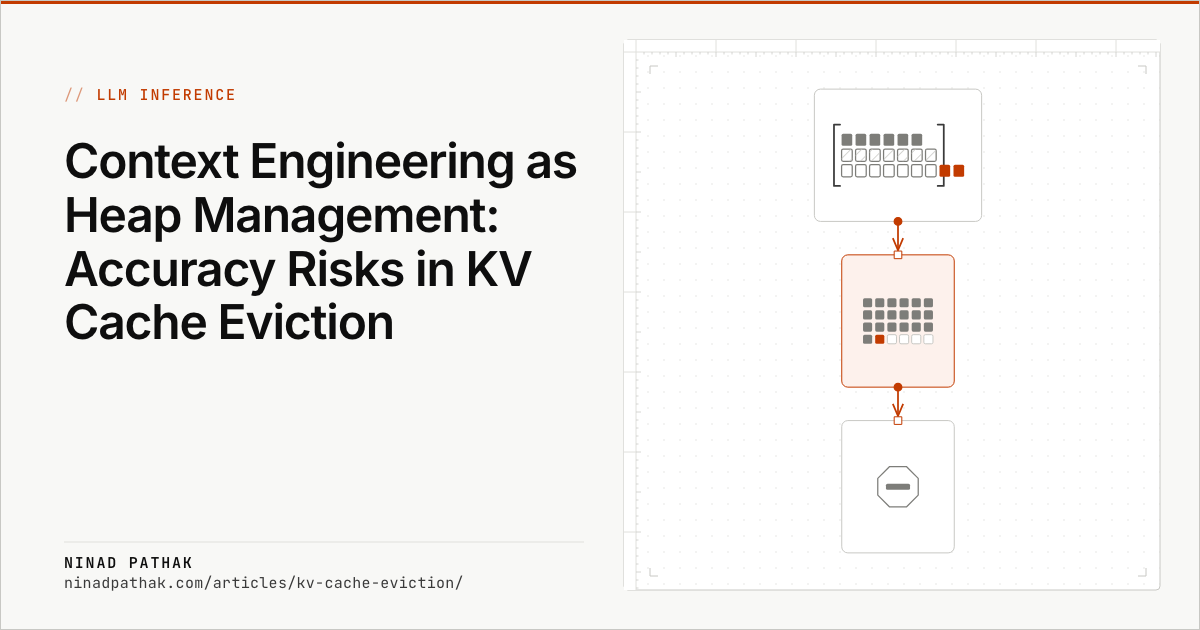 // LLM INFERENCE
Context Engineering as
Heap Management:
Accuracy Risks in KV
Cache Eviction
NINAD PATHAK
ninadpathak.com/articles/kv-cache-eviction/